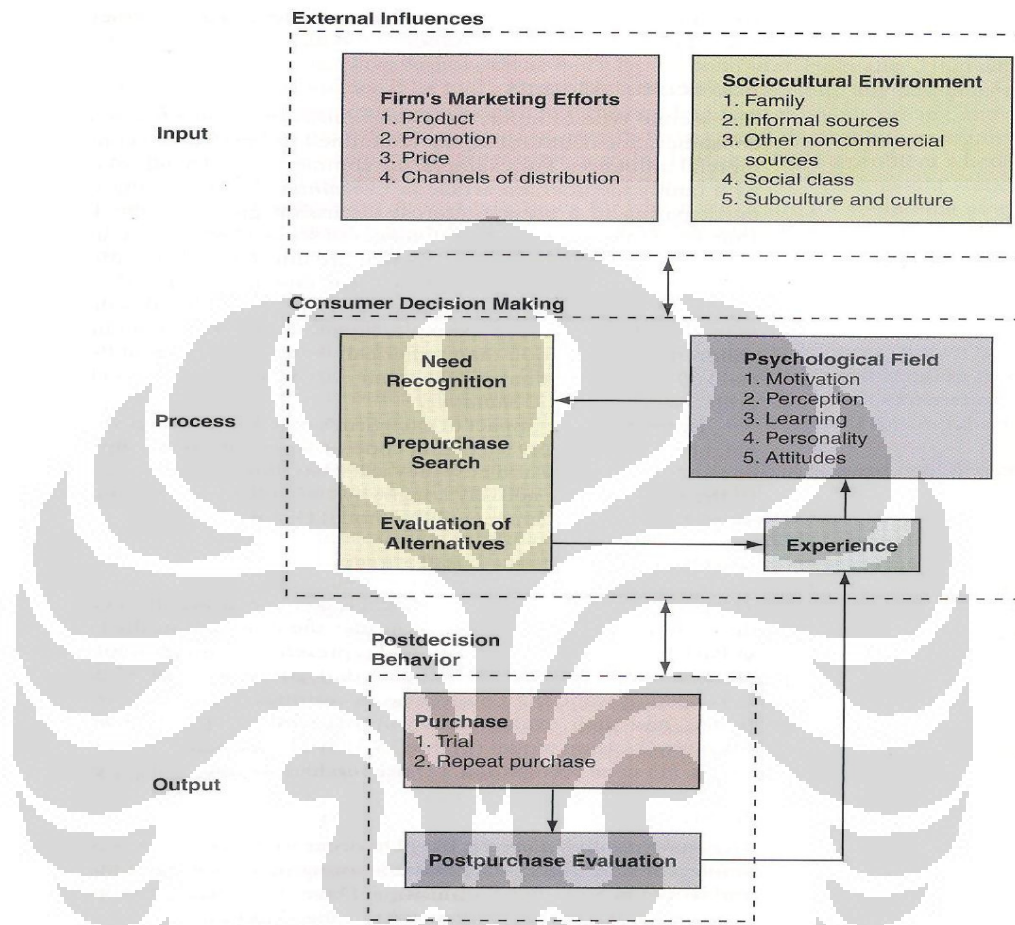 External Influences
Input
Firm's Marketing Efforts
1. Product
2. Promotion
3. Price
4. Channels of distribution
Sociocultural Environment
1. Family
2. Informal sources
3. Other noncommercial
sources
4. Social class
5. Subculture and culture
Consumer Decision Making
Process
Need
Recognition
Prepurchase
Search
Evaluation of
Alternatives
Psychological Field
1. Motivation
2. Perception
3. Learning
4. Personality
5. Attitudes
Experience
Postdecision
Behavior
Output
Purchase
1. Trial
2. Repeat purchase
Postpurchase Evaluation